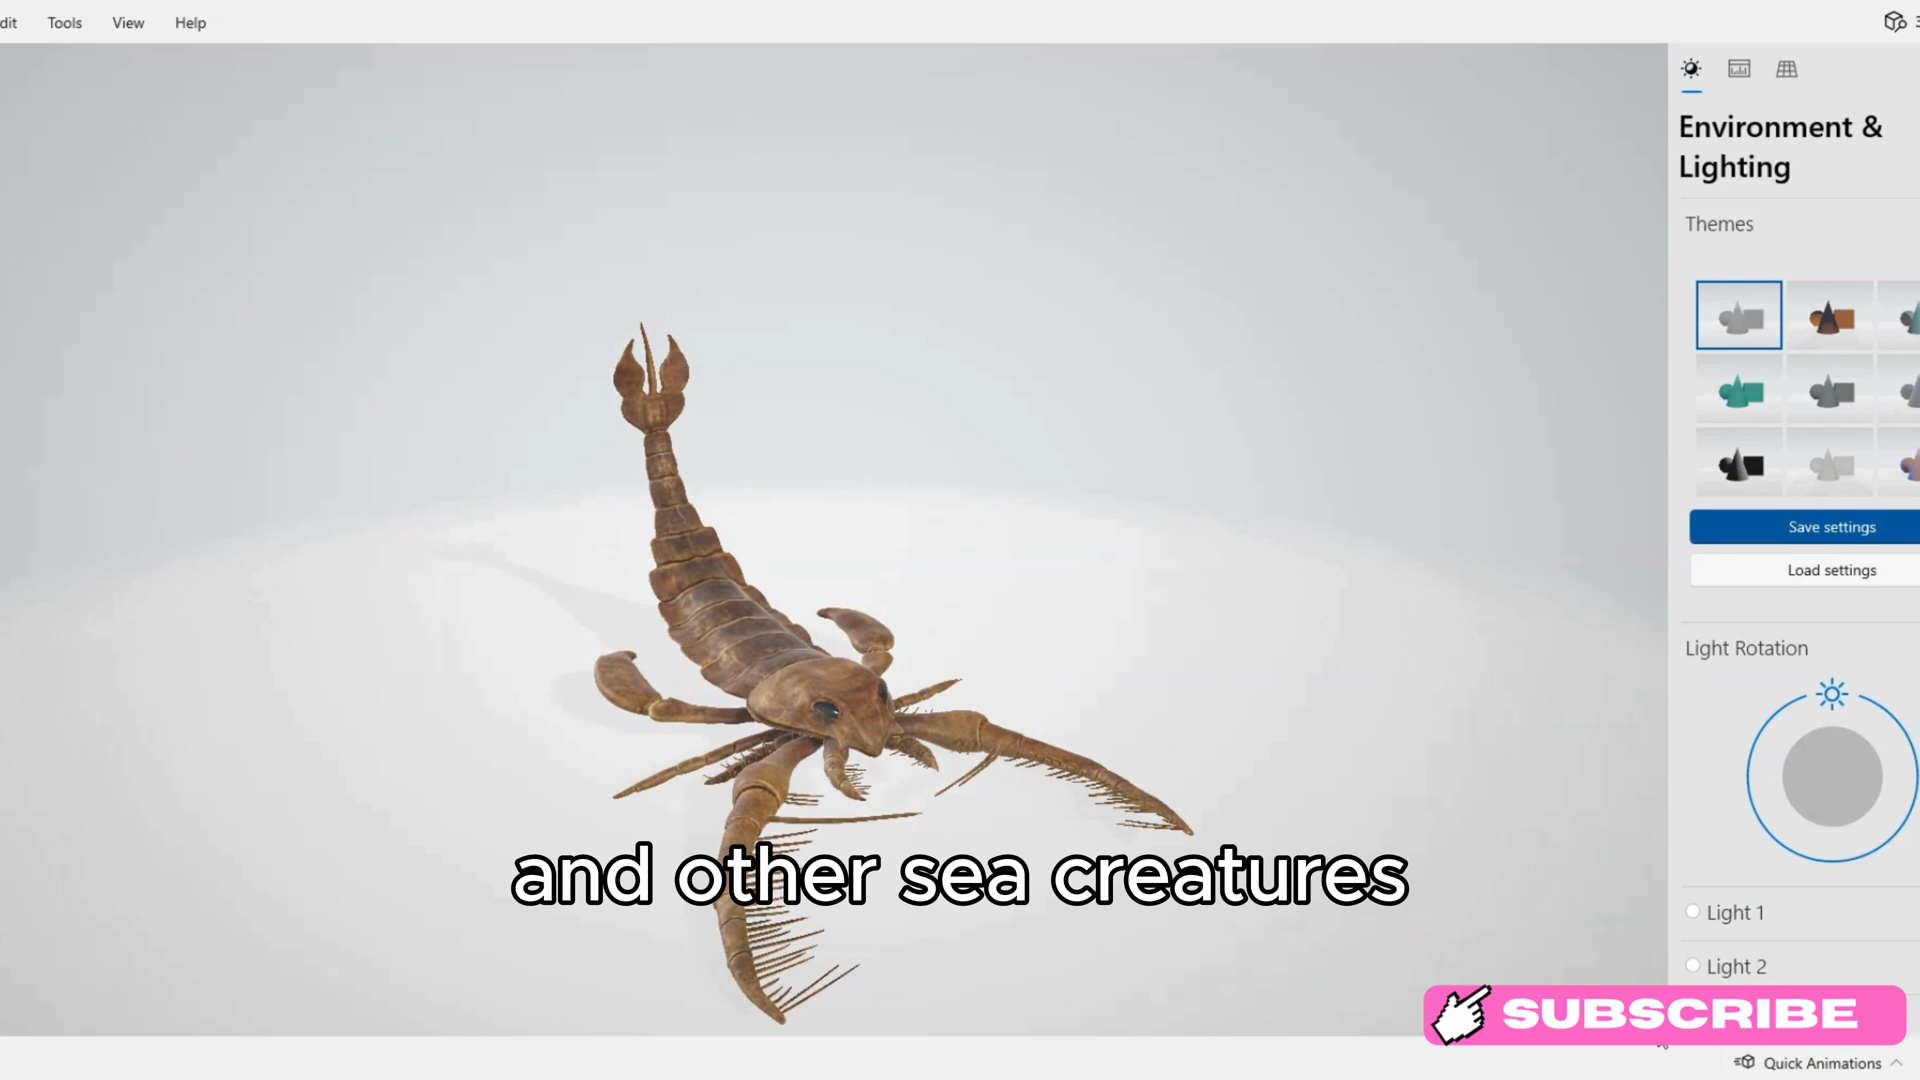 dit Tools View Help
Environment &
Lighting
Themes
Save settings
Load settings
Light Rotation
and other sea creatures
Light 1
Light 2
SUBSCRIBE
Quick Animations